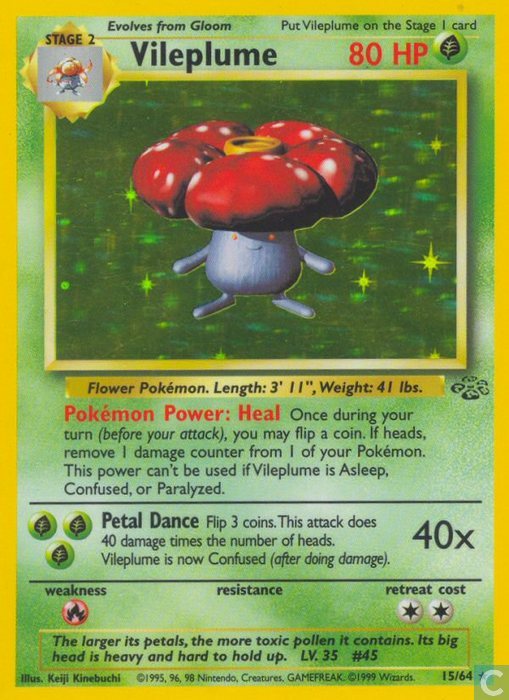 Evolves from Gloom
Put Vileplume on the Stage 1 card
STAGE 2
Vileplume
80 HP
Flower Pokémon. Length: 3' 11", Weight: 41 lbs.
Pokémon Power: Heal Once during your
turn (before your attack), you may flip a coin. If heads,
remove 1 damage counter from 1 of your Pokémon.
This power can't be used if Vileplume is Asleep,
Confused, or Paralyzed.
Petal Dance Flip 3 coins. This attack does
40 damage times the number of heads.
Vileplume is now Confused (after doing damage).
40x
weakness
resistance
retreat cost
The larger its petals, the more toxic pollen it contains. Its big
head is heavy and hard to hold up. LV. 35 #45
Illus. Keiji Kinebuchi
©1995, 96, 98 Nintendo, Creatures, GAMEFREAK. ©1999 Wizards.
15/64 ★
C